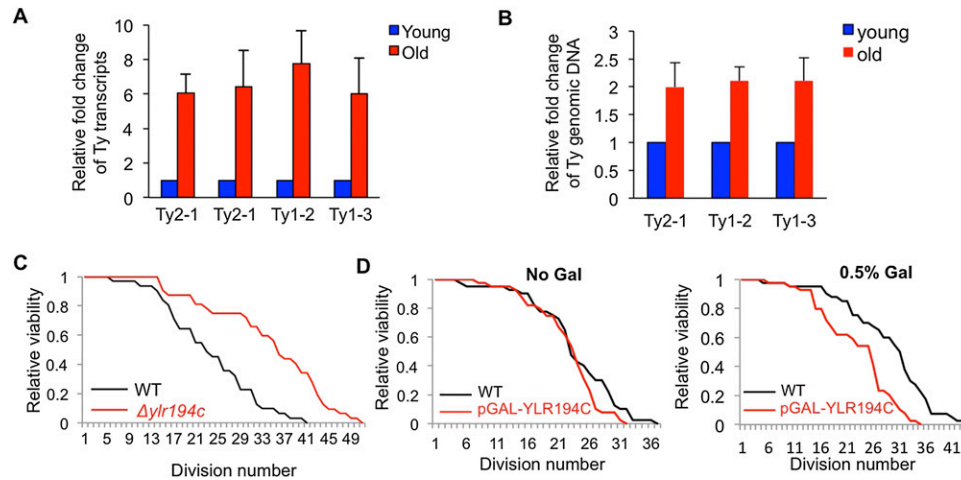 A
Relative fold change
of Ty transcripts
10
8
6
4
2
0
Ty2-1 Ty2-1 Ty1-2 Ty1-3
Young
Old
B
Relative fold change
of Ty genomic DNA
3
2.5
2
1.5
1
0.5
0
Ty2-1 Ty1-2 Ty1-3
young
old
C
Relative viability
1
0.8
0.6
0.4
0.2
0
WT
Δylr194c
1 5 9 13 17 21 25 29 33 37 41 45 49
Division number
D
No Gal
Relative viability
1
0.8
0.6
0.4
0.2
0
WT
pGAL-YLR194C
1 6 11 16 21 26 31 36
Division number
0.5% Gal
Relative viability
1
0.8
0.6
0.4
0.2
0
WT
pGAL-YLR194C
1 6 11 16 21 26 31 36 41
Division number